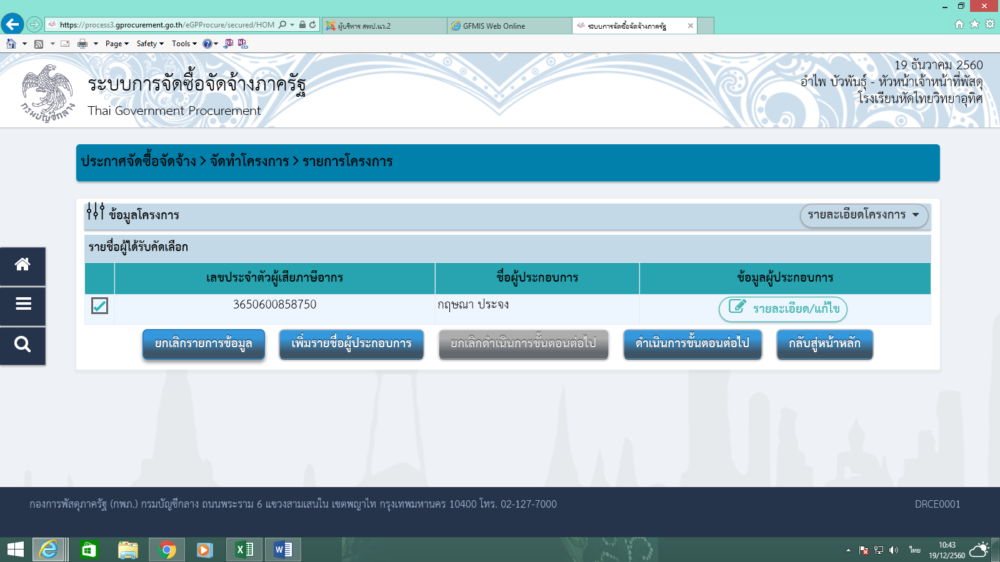 https://process3.gprocurement.go.th/eGPProcure/secured/HOM
ผู้บริหาร สพป.นว.2
GFMIS Web Online
ระบบการจัดซื้อจัดจ้างภาครัฐ
Page
Safety
Tools
กรมบัญชีกลาง
ระบบการจัดซื้อจัดจ้างภาครัฐ
Thai Government Procurement
19 ธันวาคม 2560
อำไพ บัวพันธุ์ - หัวหน้าเจ้าหน้าที่พัสดุ
โรงเรียนหัดไทยวิทยาอุทิศ
ประกาศจัดซื้อจัดจ้าง > จัดทำโครงการ > รายการโครงการ
ข้อมูลโครงการ
รายละเอียดโครงการ
รายชื่อผู้ได้รับคัดเลือก
เลขประจำตัวผู้เสียภาษีอากร
ชื่อผู้ประกอบการ
ข้อมูลผู้ประกอบการ
3650600858750
กฤษณา ประจง
รายละเอียด/แก้ไข
ยกเลิกรายการข้อมูล
เพิ่มรายชื่อผู้ประกอบการ
ยกเลิกดำเนินการขั้นตอนต่อไป
ดำเนินการขั้นตอนต่อไป
กลับสู่หน้าหลัก
กองการพัสดุภาครัฐ (กพภ.) กรมบัญชีกลาง ถนนพระราม 6 แขวงสามเสนใน เขตพญาไท กรุงเทพมหานคร 10400 โทร. 02-127-7000
DRCE0001
ไทย
10:43
19/12/2560